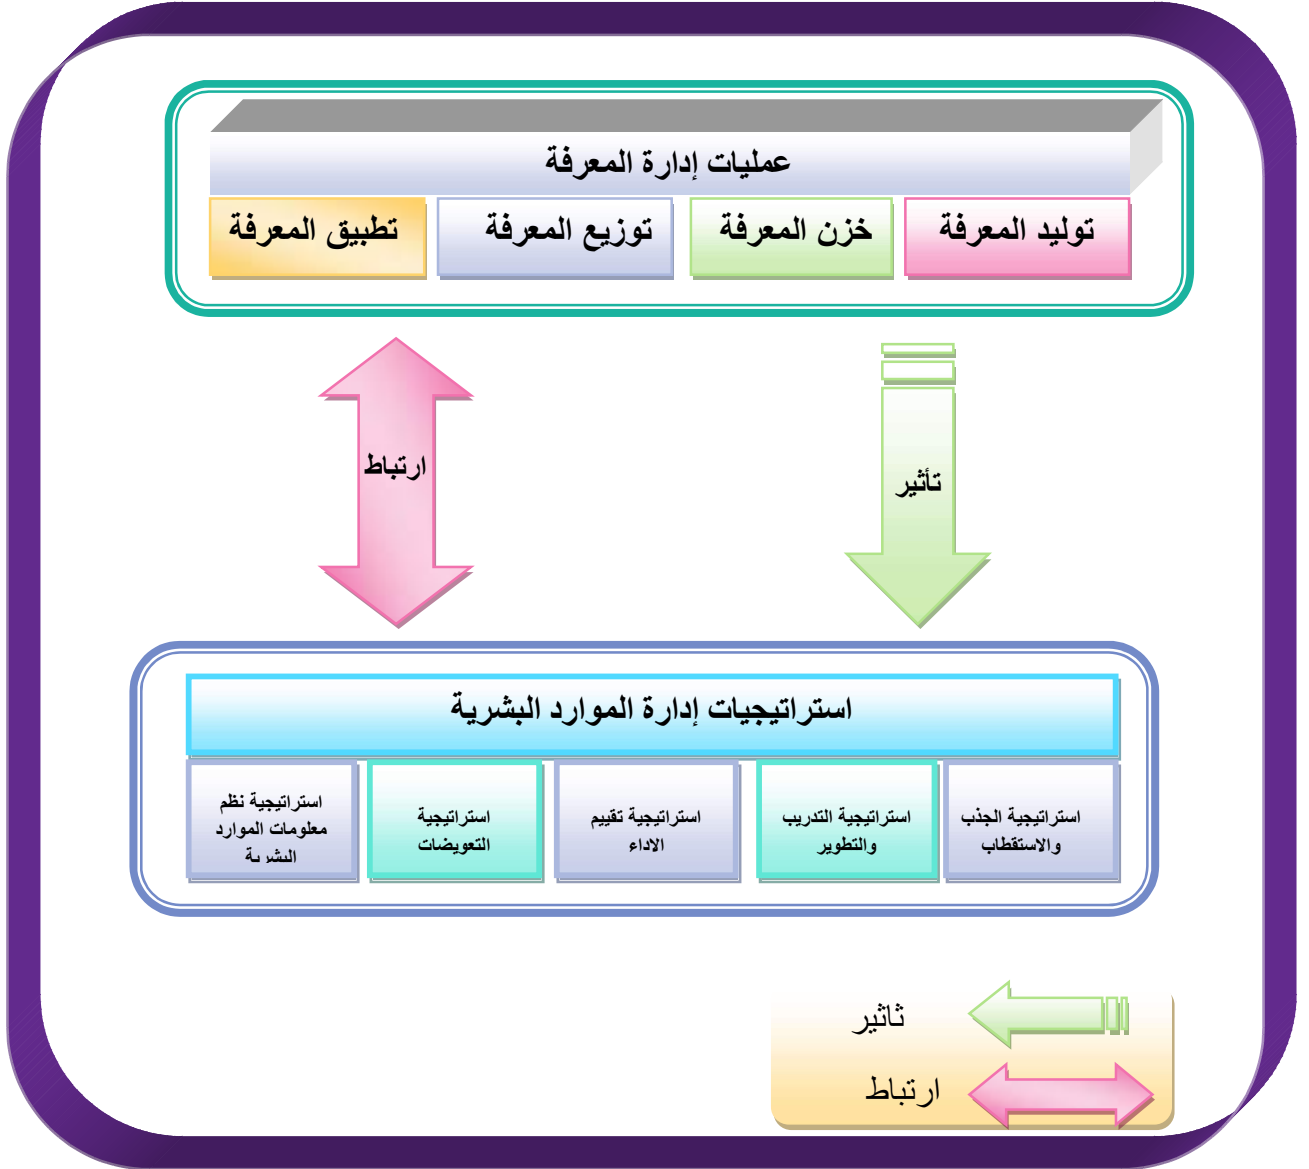 عمليات إدارة المعرفة
توليد المعرفة
خزن المعرفة
توزيع المعرفة
تطبيق المعرفة
تأثير
ارتباط
استراتيجيات إدارة الموارد البشرية
استراتيجية الجذب
والاستقطاب
استراتيجية التدريب
والتطوير
استراتيجية تقييم
الاداء
استراتيجية
التعويضات
استراتيجية نظم
معلومات الموارد
البشرية
ثاثير
ارتباط